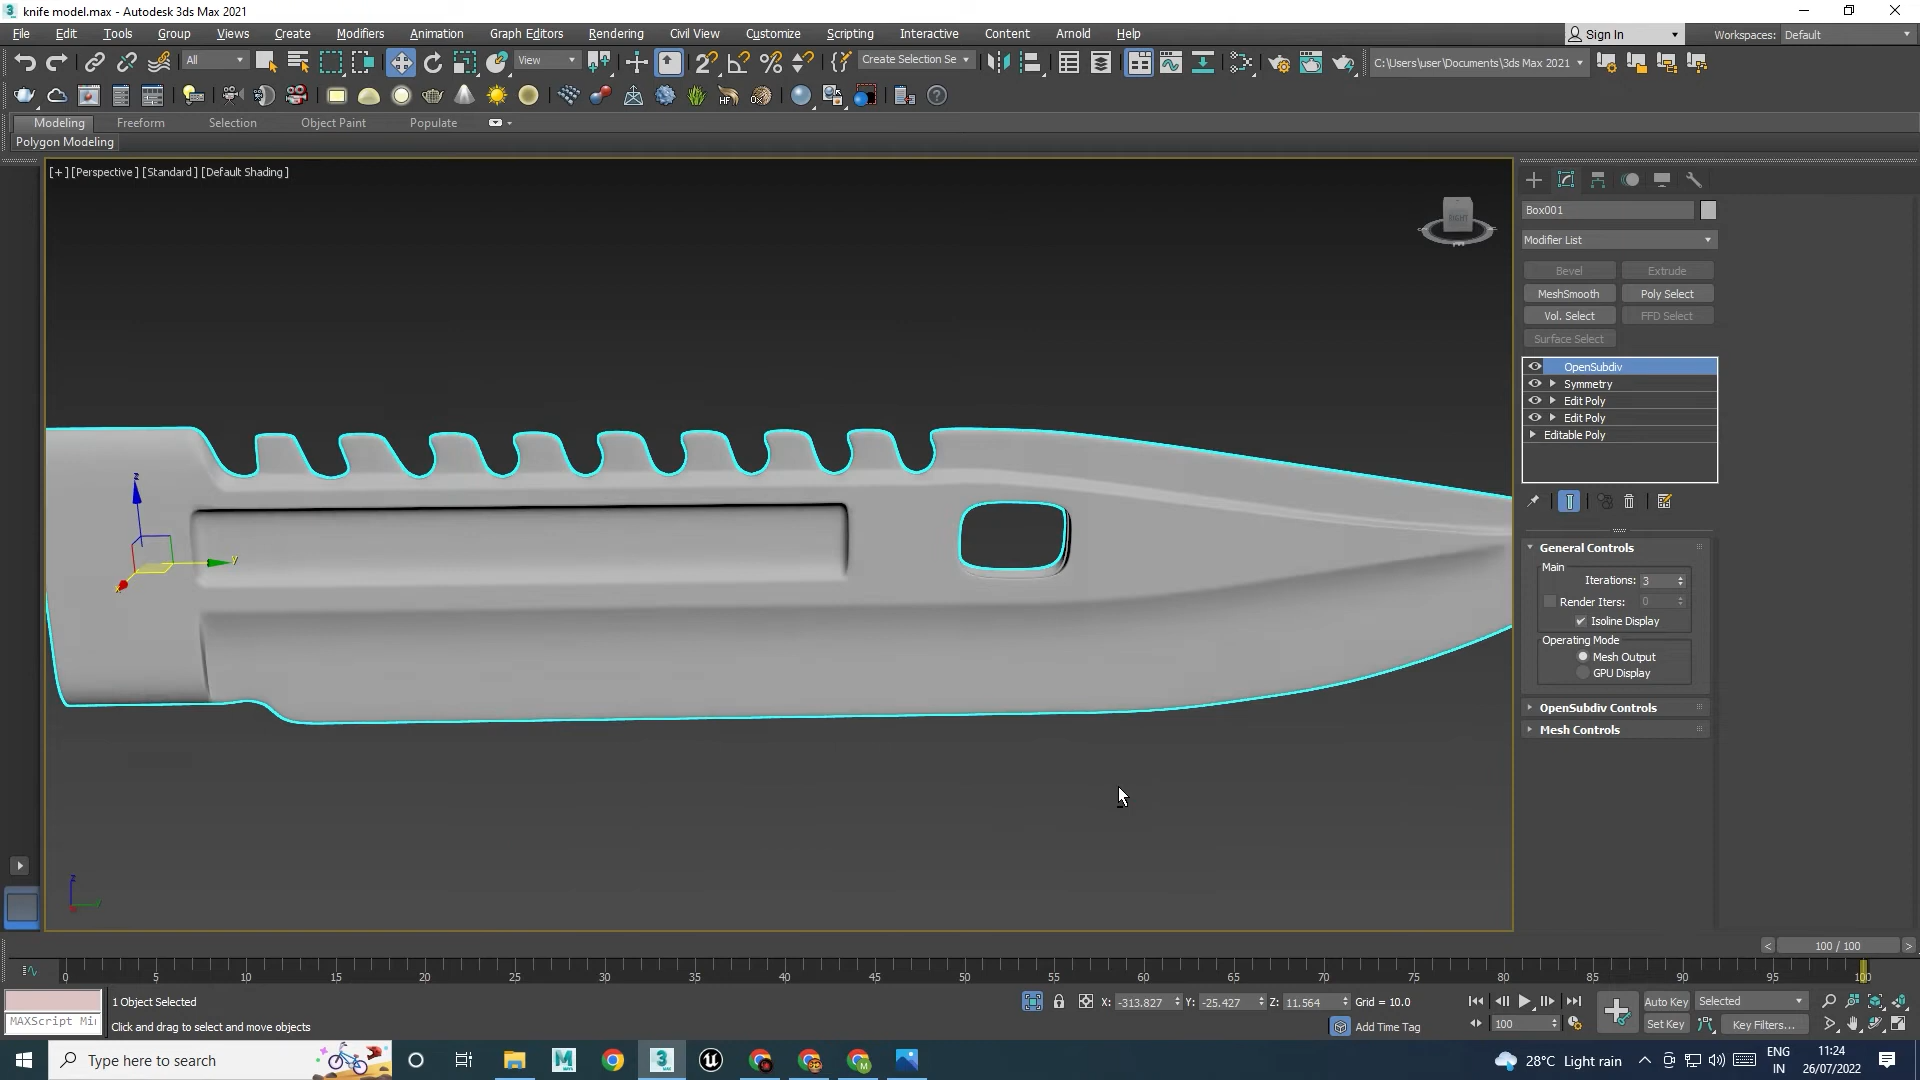 knife model.max - Autodesk 3ds Max 2021
File Edit Tools Group Views Create Modifiers Animation Graph Editors Rendering Civil View Customize Scripting Interactive Content Arnold Help
Sign In
Workspaces: Default
All
View
Create Selection Se
C:\Users\user\Documents\3ds Max 2021
Modeling Freeform Selection Object Paint Populate
Polygon Modeling
[+] [Perspective ] [Standard ] [Default Shading ]
RIGHT
Box001
Modifier List
Bevel Extrude
MeshSmooth Poly Select
Vol. Select FFD Select
Surface Select
OpenSubdiv
Symmetry
Edit Poly
Edit Poly
Editable Poly
General Controls
Main
Iterations: 3
Render Iters: 0
Isoline Display
Operating Mode
Mesh Output
GPU Display
OpenSubdiv Controls
Mesh Controls
z
y
x
z
< 100 / 100 >
0 5 10 15 20 25 30 35 40 45 50 55 60 65 70 75 80 85 90 95 100
1 Object Selected
X: -313.827 Y: -25.427 Z: 11.564 Grid = 10.0
Auto Key Selected
MAXScript Mi
Click and drag to select and move objects
Add Time Tag
100
Set Key
Key Filters...
Type here to search
28°C Light rain
ENG
IN
11:24
26/07/2022